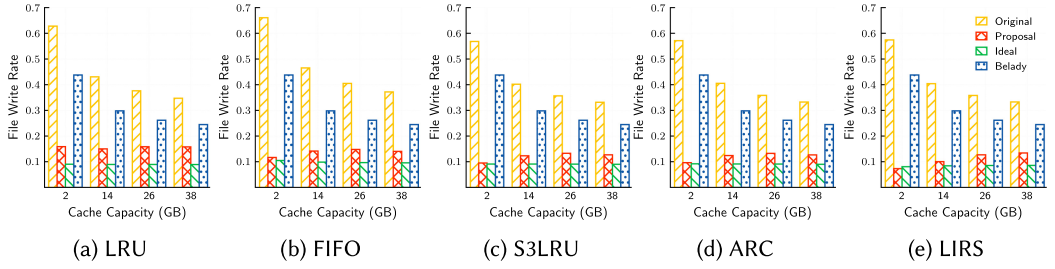 0.7
0.6
0.5
0.4
0.3
0.2
0.1
File Write Rate
2 14 26 38
Cache Capacity (GB)
(a) LRU
0.7
0.6
0.5
0.4
0.3
0.2
0.1
File Write Rate
2 14 26 38
Cache Capacity (GB)
(b) FIFO
0.7
0.6
0.5
0.4
0.3
0.2
0.1
File Write Rate
2 14 26 38
Cache Capacity (GB)
(c) S3LRU
0.7
0.6
0.5
0.4
0.3
0.2
0.1
File Write Rate
2 14 26 38
Cache Capacity (GB)
(d) ARC
0.7
0.6
0.5
0.4
0.3
0.2
0.1
File Write Rate
Original
Proposal
Ideal
Belady
2 14 26 38
Cache Capacity (GB)
(e) LIRS